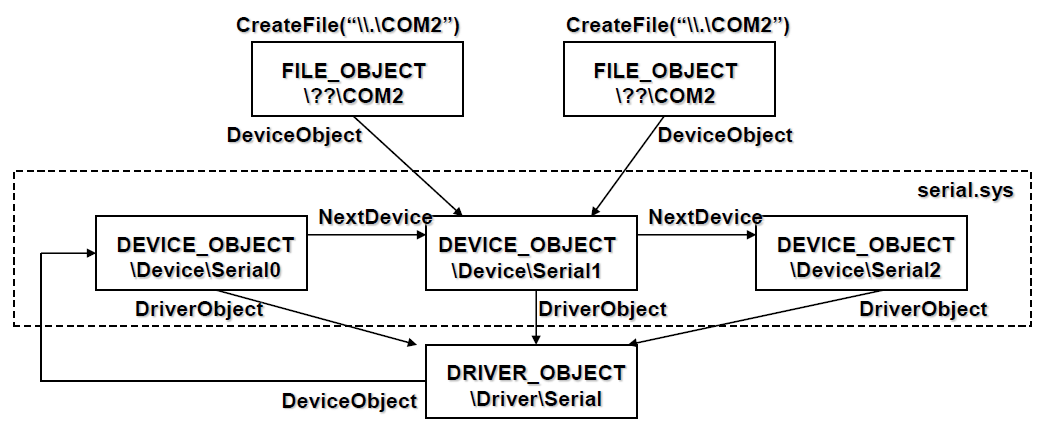 CreateFile(“\\.\COM2”)
CreateFile(“\\.\COM2”)
FILE_OBJECT
\??\COM2
FILE_OBJECT
\??\COM2
DeviceObject
DeviceObject
serial.sys
NextDevice
NextDevice
DEVICE_OBJECT
\Device\Serial0
DEVICE_OBJECT
\Device\Serial1
DEVICE_OBJECT
\Device\Serial2
DriverObject
DriverObject
DriverObject
DRIVER_OBJECT
\Driver\Serial
DeviceObject